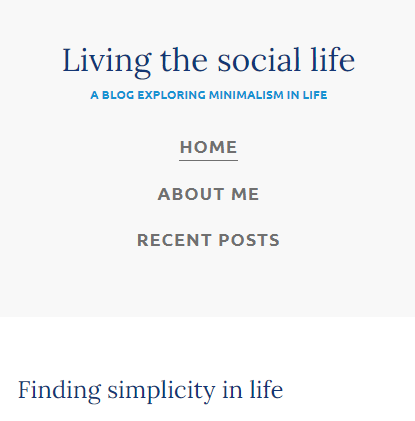 Living the social life
A BLOG EXPLORING MINIMALISM IN LIFE
HOME
ABOUT ME
RECENT POSTS
Finding simplicity in life